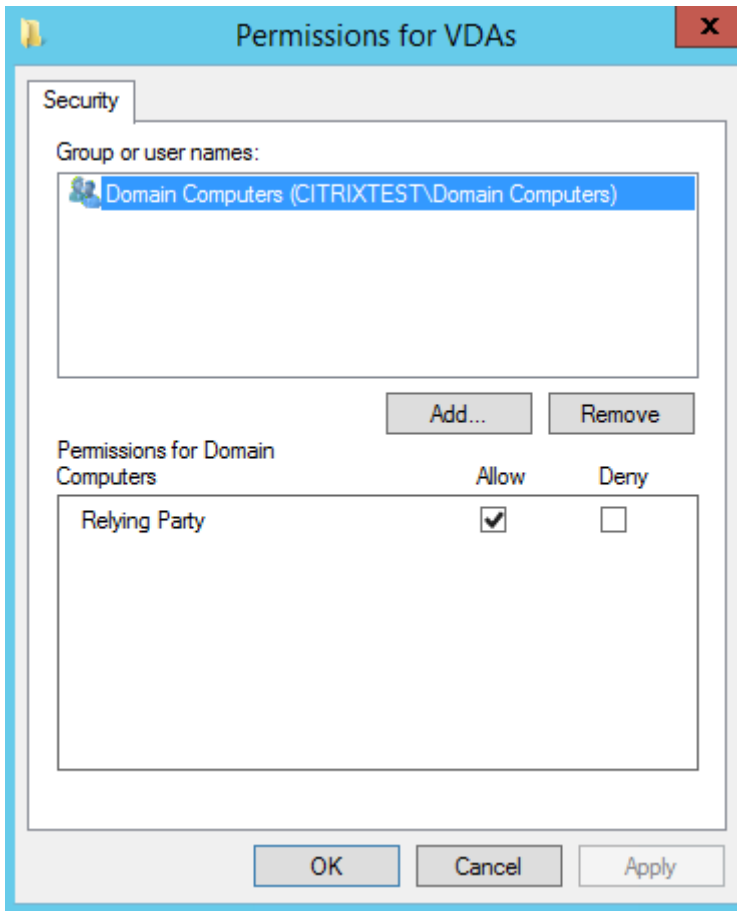 Permissions for VDAs
x
Security
Group or user names:
Domain Computers (CITRIXTEST\Domain Computers)
Add...
Remove
Permissions for Domain
Computers
Allow
Deny
Relying Party
OK
Cancel
Apply